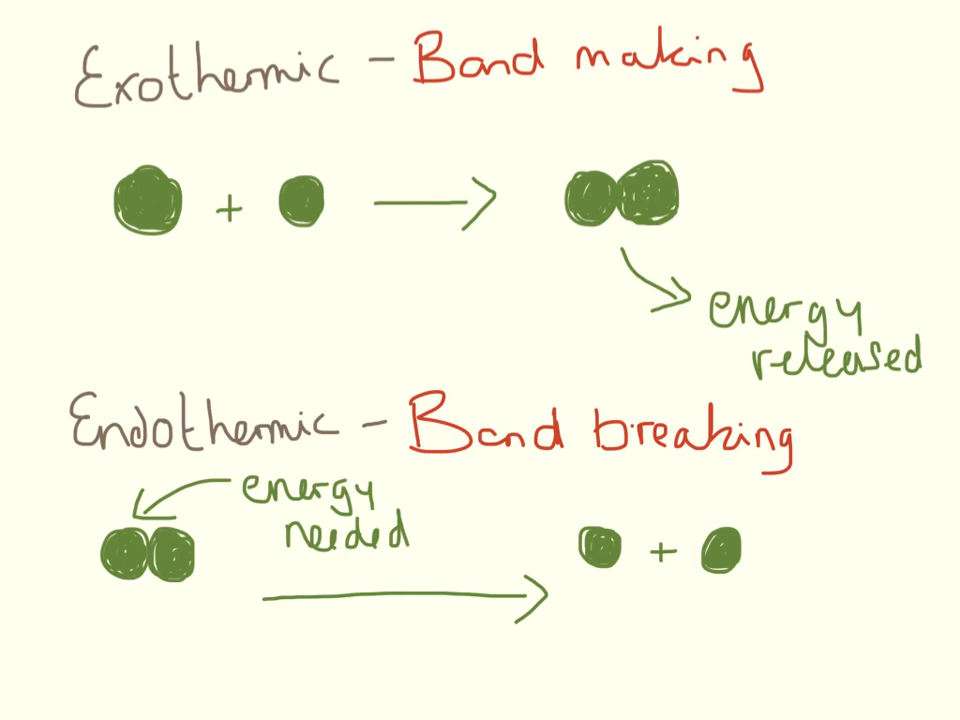 Exothermic - Bond making
+
energy
released
Endothermic - Bond breaking
energy
needed
+